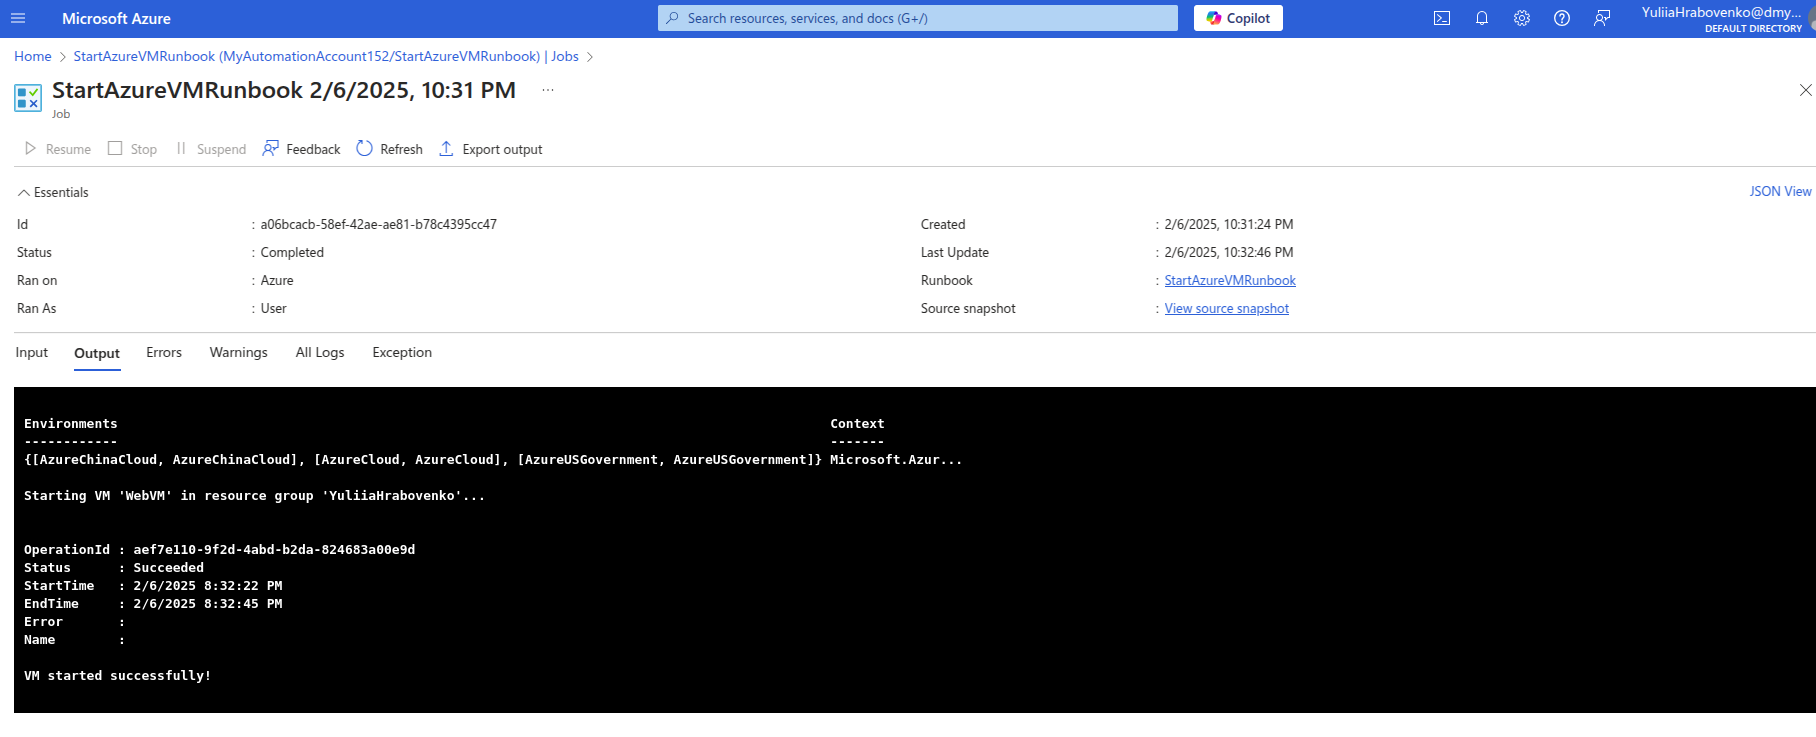 Microsoft Azure
Search resources, services, and docs (G+/)
Copilot
YuliiaHrabovenko@dmy...
DEFAULT DIRECTORY
Home > StartAzureVMRunbook (MyAutomationAccount152/StartAzureVMRunbook) | Jobs >
StartAzureVMRunbook 2/6/2025, 10:31 PM ...
Job
Resume Stop Suspend Feedback Refresh Export output
Essentials
JSON View
Id : a06bcacb-58ef-42ae-ae81-b78c4395cc47
Created : 2/6/2025, 10:31:24 PM
Status : Completed
Last Update : 2/6/2025, 10:32:46 PM
Ran on : Azure
Runbook : StartAzureVMRunbook
Ran As : User
Source snapshot : View source snapshot
Input Output Errors Warnings All Logs Exception
Environments Context
------------ -------
{[AzureChinaCloud, AzureChinaCloud], [AzureCloud, AzureCloud], [AzureUSGovernment, AzureUSGovernment]} Microsoft.Azur...
Starting VM 'WebVM' in resource group 'YuliiaHrabovenko'...
OperationId : aef7e110-9f2d-4abd-b2da-824683a00e9d
Status : Succeeded
StartTime : 2/6/2025 8:32:22 PM
EndTime : 2/6/2025 8:32:45 PM
Error :
Name :
VM started successfully!